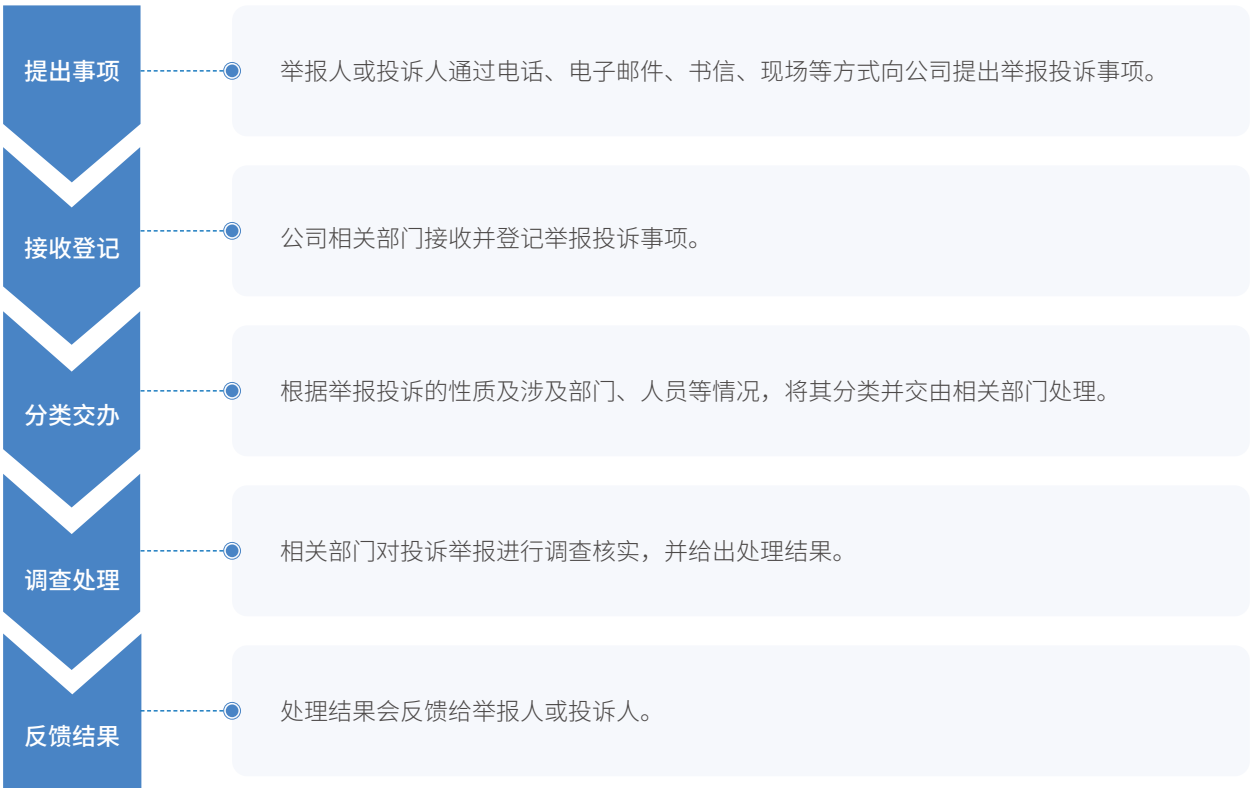 提出事项
举报人或投诉人通过电话、电子邮件、书信、现场等方式向公司提出举报投诉事项。
接收登记
公司相关部门接收并登记举报投诉事项。
分类交办
根据举报投诉的性质及涉及部门、人员等情况，将其分类并交由相关部门处理。
调查处理
相关部门对投诉举报进行调查核实，并给出处理结果。
反馈结果
处理结果会反馈给举报人或投诉人。